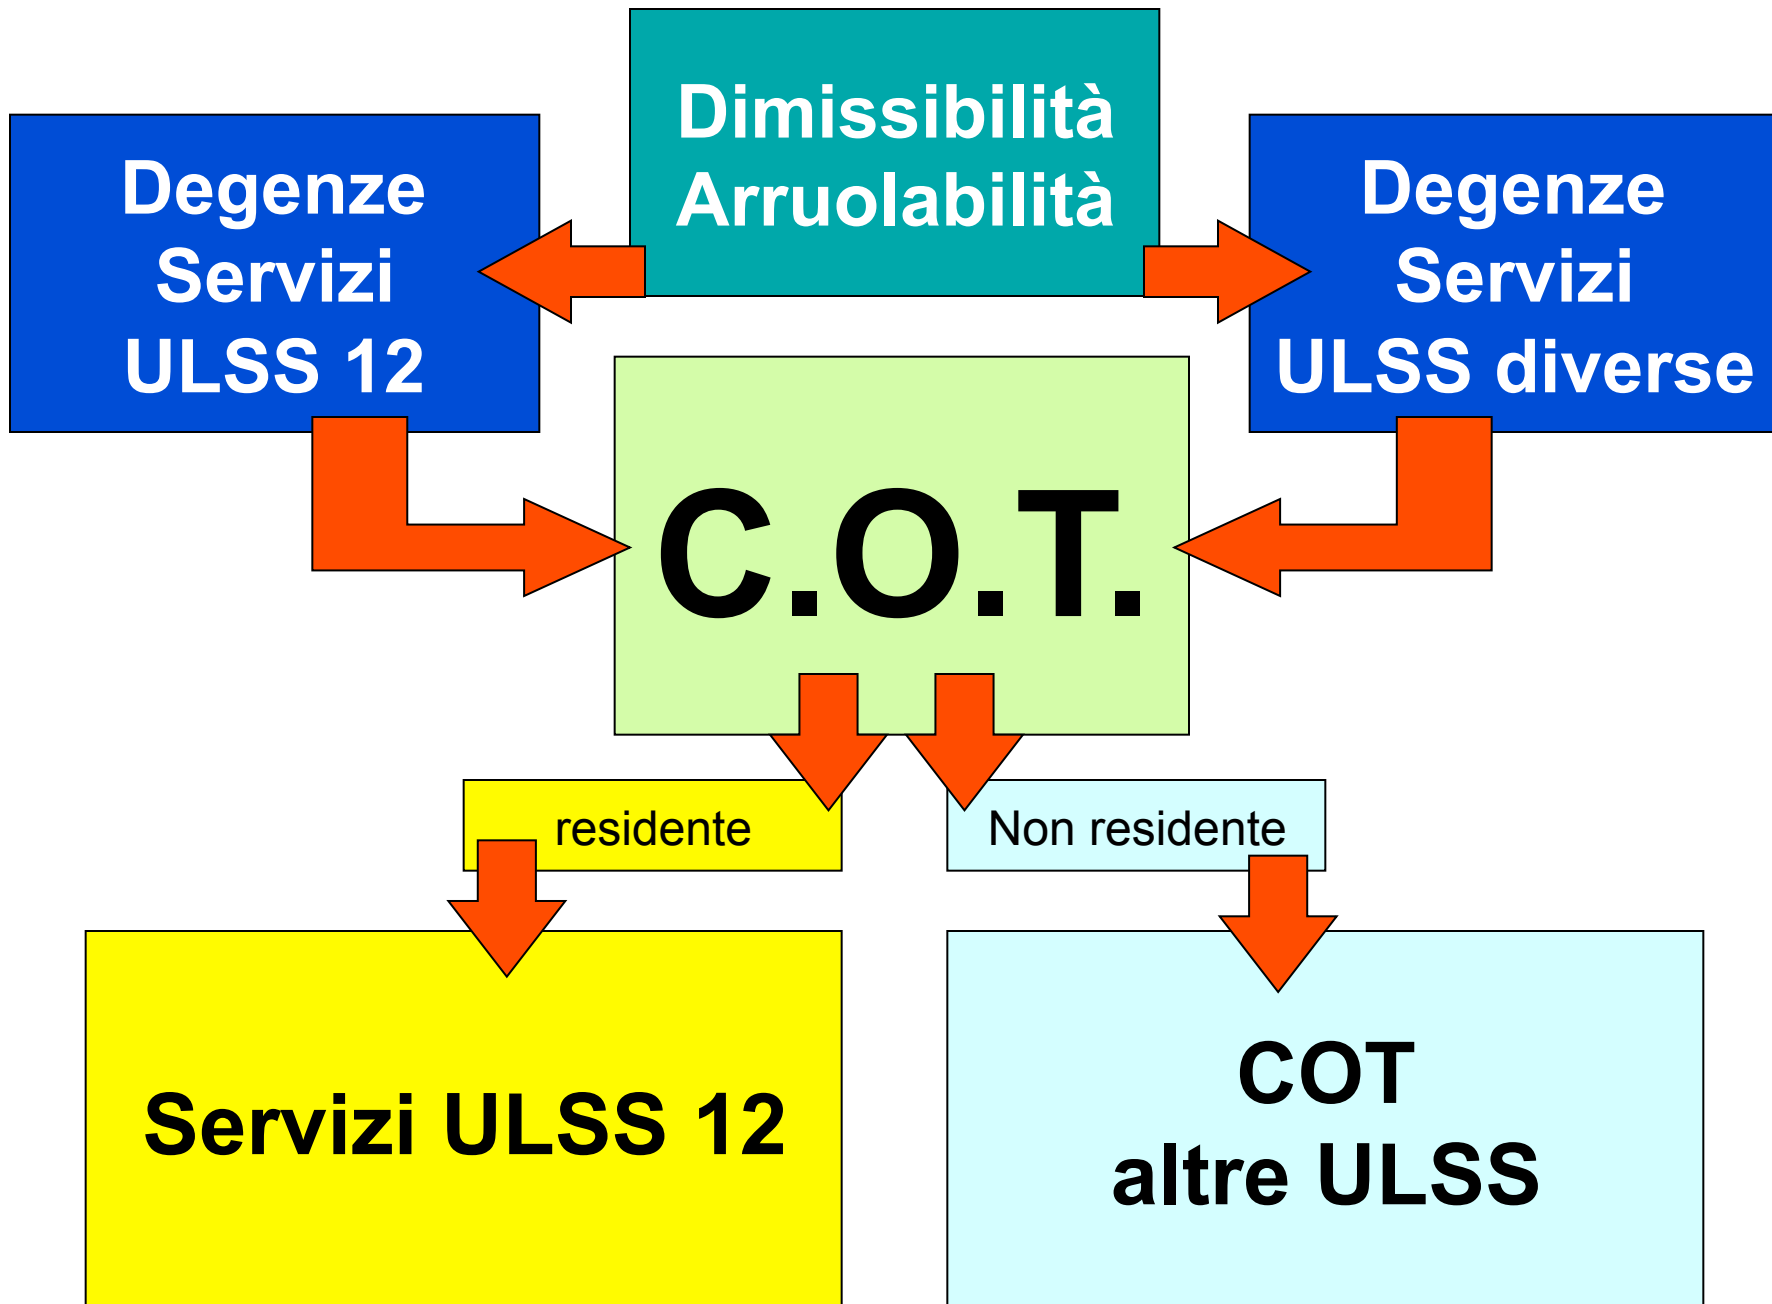 Dimissibilità
Arruolabilità
Degenze
Servizi
ULSS 12
Degenze
Servizi
ULSS diverse
C.O.T.
residente
Non residente
Servizi ULSS 12
COT
altre ULSS